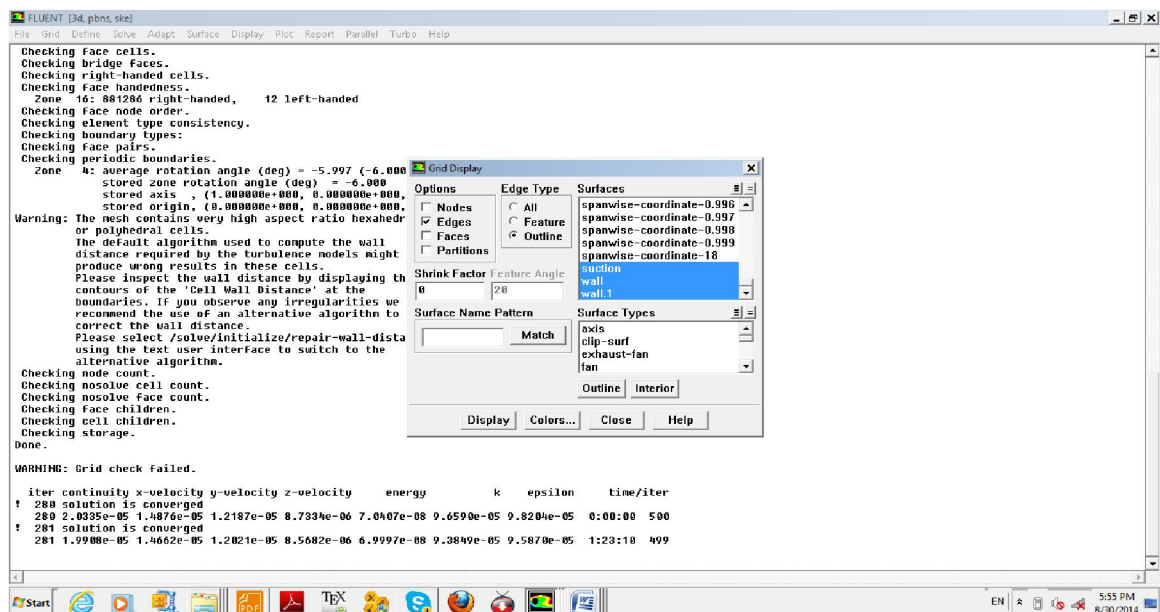 FLUENT [3d, pbns, ske]
File Grid Define Solve Adapt Surface Display Plot Report Parallel Turbo Help
Checking face cells.
Checking bridge faces.
Checking right-handed cells.
Checking face handedness.
Zone 16: 881286 right-handed, 12 left-handed
Checking face node order.
Checking element type consistency.
Checking boundary types:
Checking face pairs.
Checking periodic boundaries.
Zone 4: average rotation angle (deg) = -5.997 (-6.000
stored zone rotation angle (deg) = -6.000
stored axis , (1.000000e+000, 0.000000e+000,
stored origin, (0.000000e+000, 0.000000e+000,
Warning: The mesh contains very high aspect ratio hexahedr
or polyhedral cells.
The default algorithm used to compute the wall
distance required by the turbulence models might
produce wrong results in these cells.
Please inspect the wall distance by displaying th
contours of the 'Cell Wall Distance' at the
boundaries. If you observe any irregularities we
recommend the use of an alternative algorithm to
correct the wall distance.
Please select /solve/initialize/repair-wall-dista
using the text user interface to switch to the
alternative algorithm.
Checking node count.
Checking nosolve cell count.
Checking nosolve face count.
Checking face children.
Checking cell children.
Checking storage.
Done.
WARNING: Grid check failed.
iter continuity x-velocity y-velocity z-velocity energy k epsilon time/iter
! 280 solution is converged
280 2.0335e-05 1.4876e-05 1.2187e-05 8.7334e-06 7.0407e-08 9.6590e-05 9.8204e-05 0:00:00 500
! 281 solution is converged
281 1.9908e-05 1.4662e-05 1.2021e-05 8.5682e-06 6.9997e-08 9.3849e-05 9.5870e-05 1:23:10 499
Grid Display
Options
Nodes
Edges
Faces
Partitions
Edge Type
All
Feature
Outline
Shrink Factor Feature Angle
0 20
Surface Name Pattern
Match
Surfaces
spanwise-coordinate-0.996
spanwise-coordinate-0.997
spanwise-coordinate-0.998
spanwise-coordinate-0.999
spanwise-coordinate-18
suction
wall
wall.1
Surface Types
axis
clip-surf
exhaust-fan
fan
Outline Interior
Display Colors... Close Help
Start
PDF
TEX
EN
5:55 PM
8/30/2014